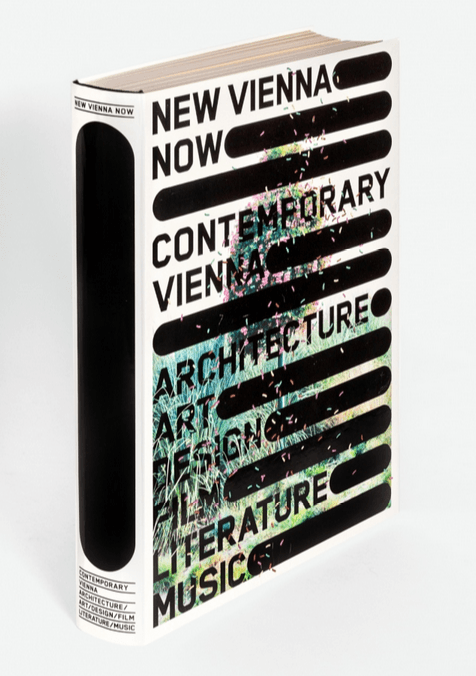 NEW VIENNA NOW
CONTEMPORARY
VIENNA
ARCHITECTURE/
ART/DESIGN/FILM
LITERATURE/MUSIC
NEW VIENNA
NOW
CONTEMPORARY
VIENNA
ARCHITECTURE
ART
DESIGN
FILM
LITERATURE
MUSIC